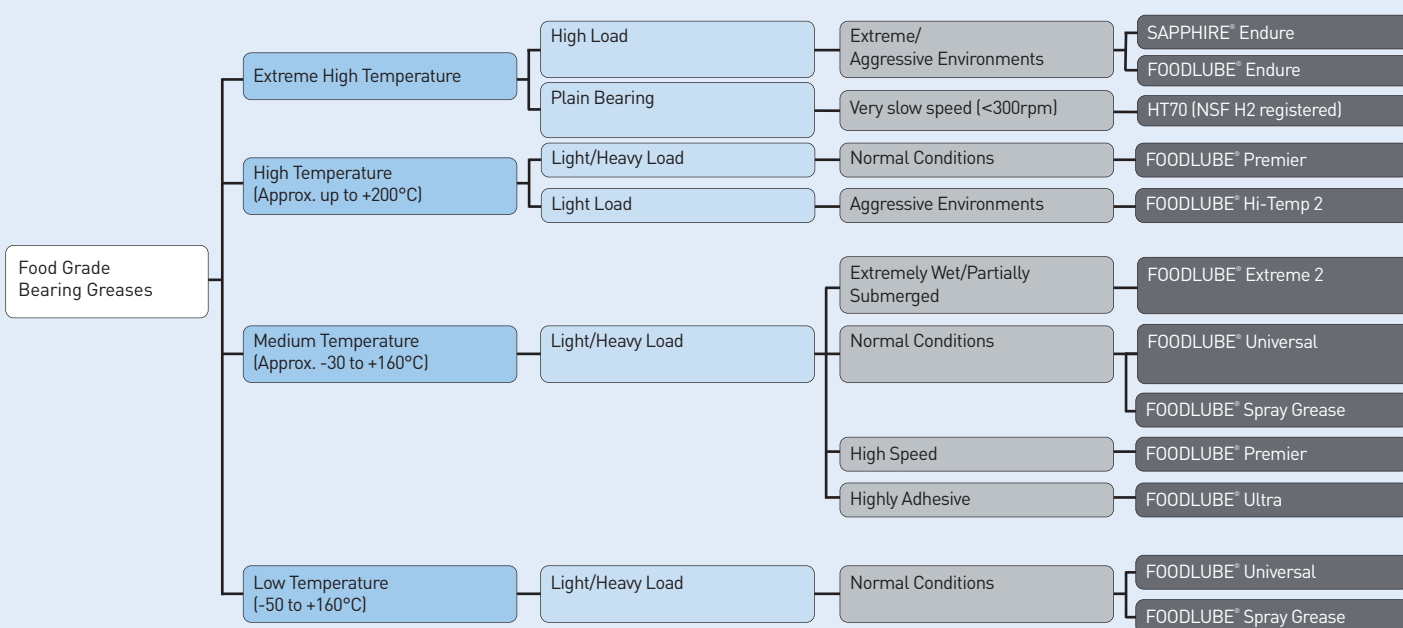 Food Grade
Bearing Greases
Extreme High Temperature
High Load
Extreme/
Aggressive Environments
SAPPHIRE® Endure
FOODLUBE® Endure
Plain Bearing
Very slow speed (<300rpm)
HT70 (NSF H2 registered)
High Temperature
(Approx. up to +200°C)
Light/Heavy Load
Normal Conditions
FOODLUBE® Premier
Light Load
Aggressive Environments
FOODLUBE® Hi-Temp 2
Medium Temperature
(Approx. -30 to +160°C)
Light/Heavy Load
Extremely Wet/Partially
Submerged
FOODLUBE® Extreme 2
Normal Conditions
FOODLUBE® Universal
FOODLUBE® Spray Grease
High Speed
FOODLUBE® Premier
Highly Adhesive
FOODLUBE® Ultra
Low Temperature
(-50 to +160°C)
Light/Heavy Load
Normal Conditions
FOODLUBE® Universal
FOODLUBE® Spray Grease